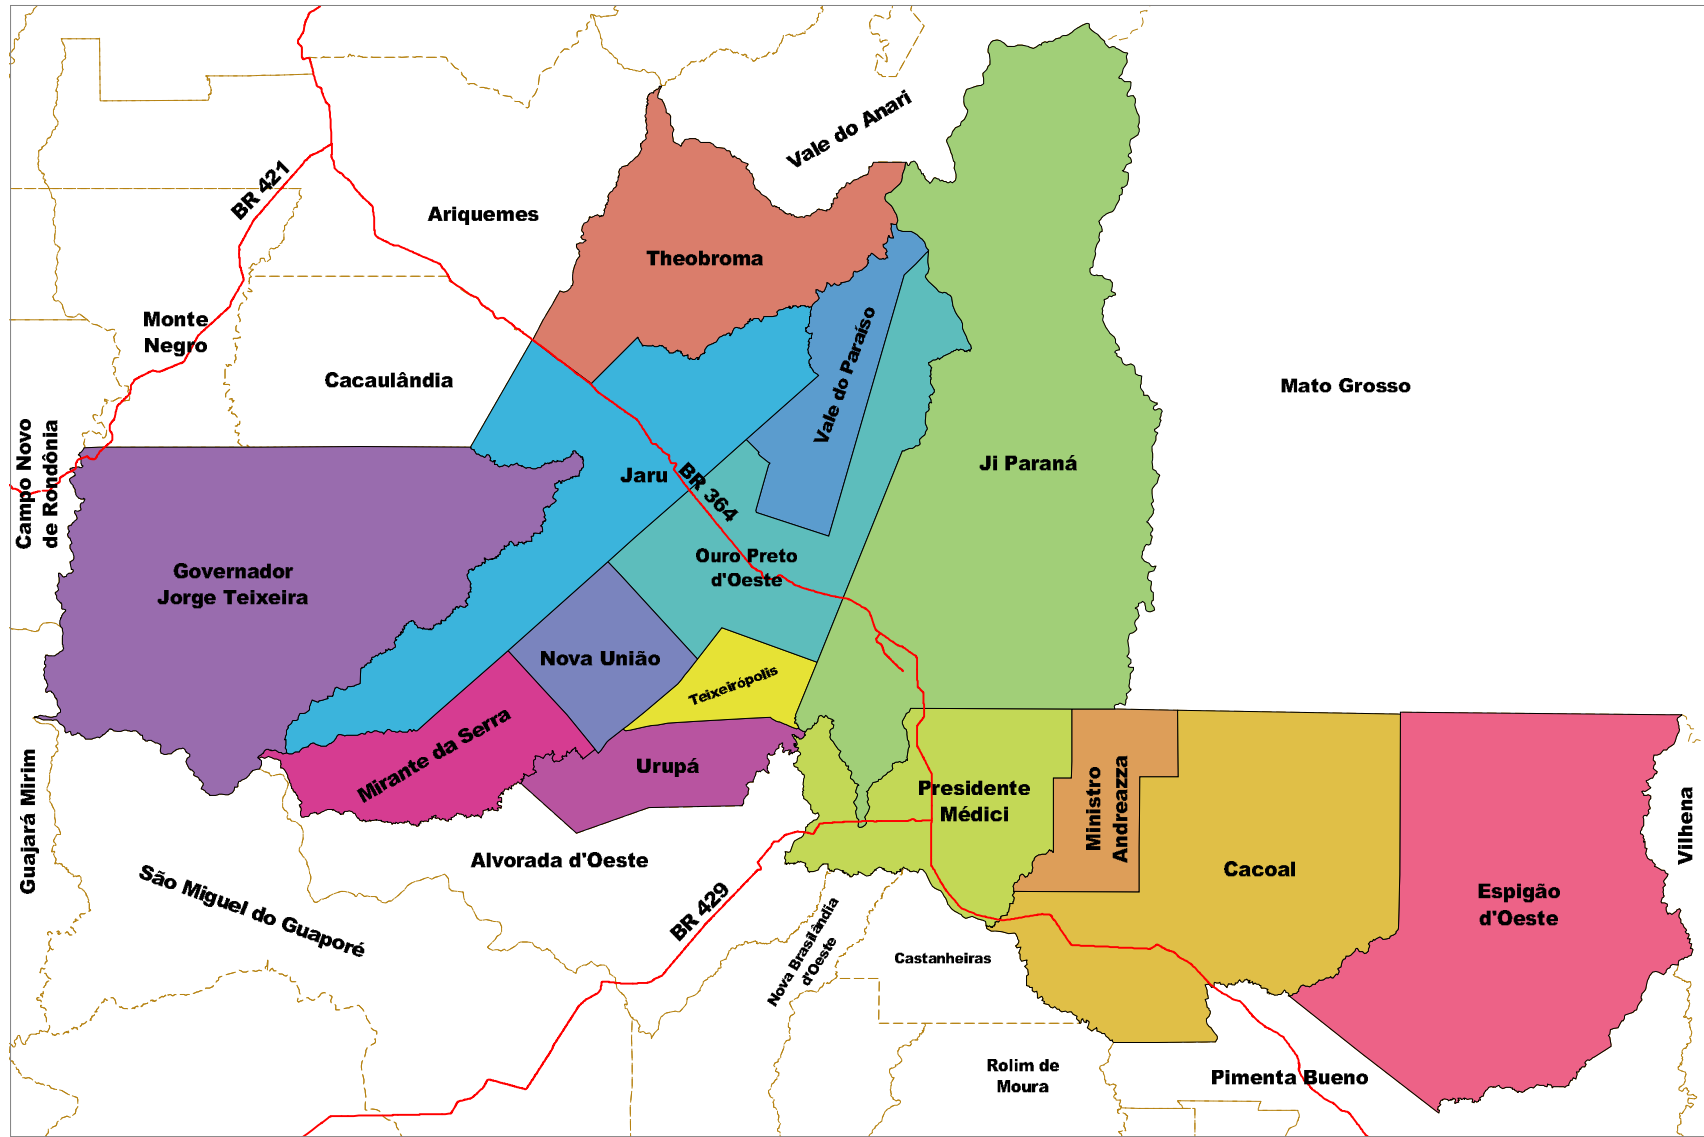 Vale do Anari
BR 421
Ariquemes
Theobroma
Monte
Negro
Vale do Paraíso
Cacaulândia
Mato Grosso
Campo Novo
de Rondônia
Jaru
BR 364
Ji Paraná
Governador
Jorge Teixeira
Ouro Preto
d'Oeste
Nova União
Teixeirópolis
Mirante da Serra
Urupá
Guajará Mirim
Presidente
Médici
Ministro
Andreazza
Vilhena
Alvorada d'Oeste
Cacoal
São Miguel do Guaporé
BR 429
Espigão
d'Oeste
Nova Brasilândia
d'Oeste
Castanheiras
Rolim de
Moura
Pimenta Bueno